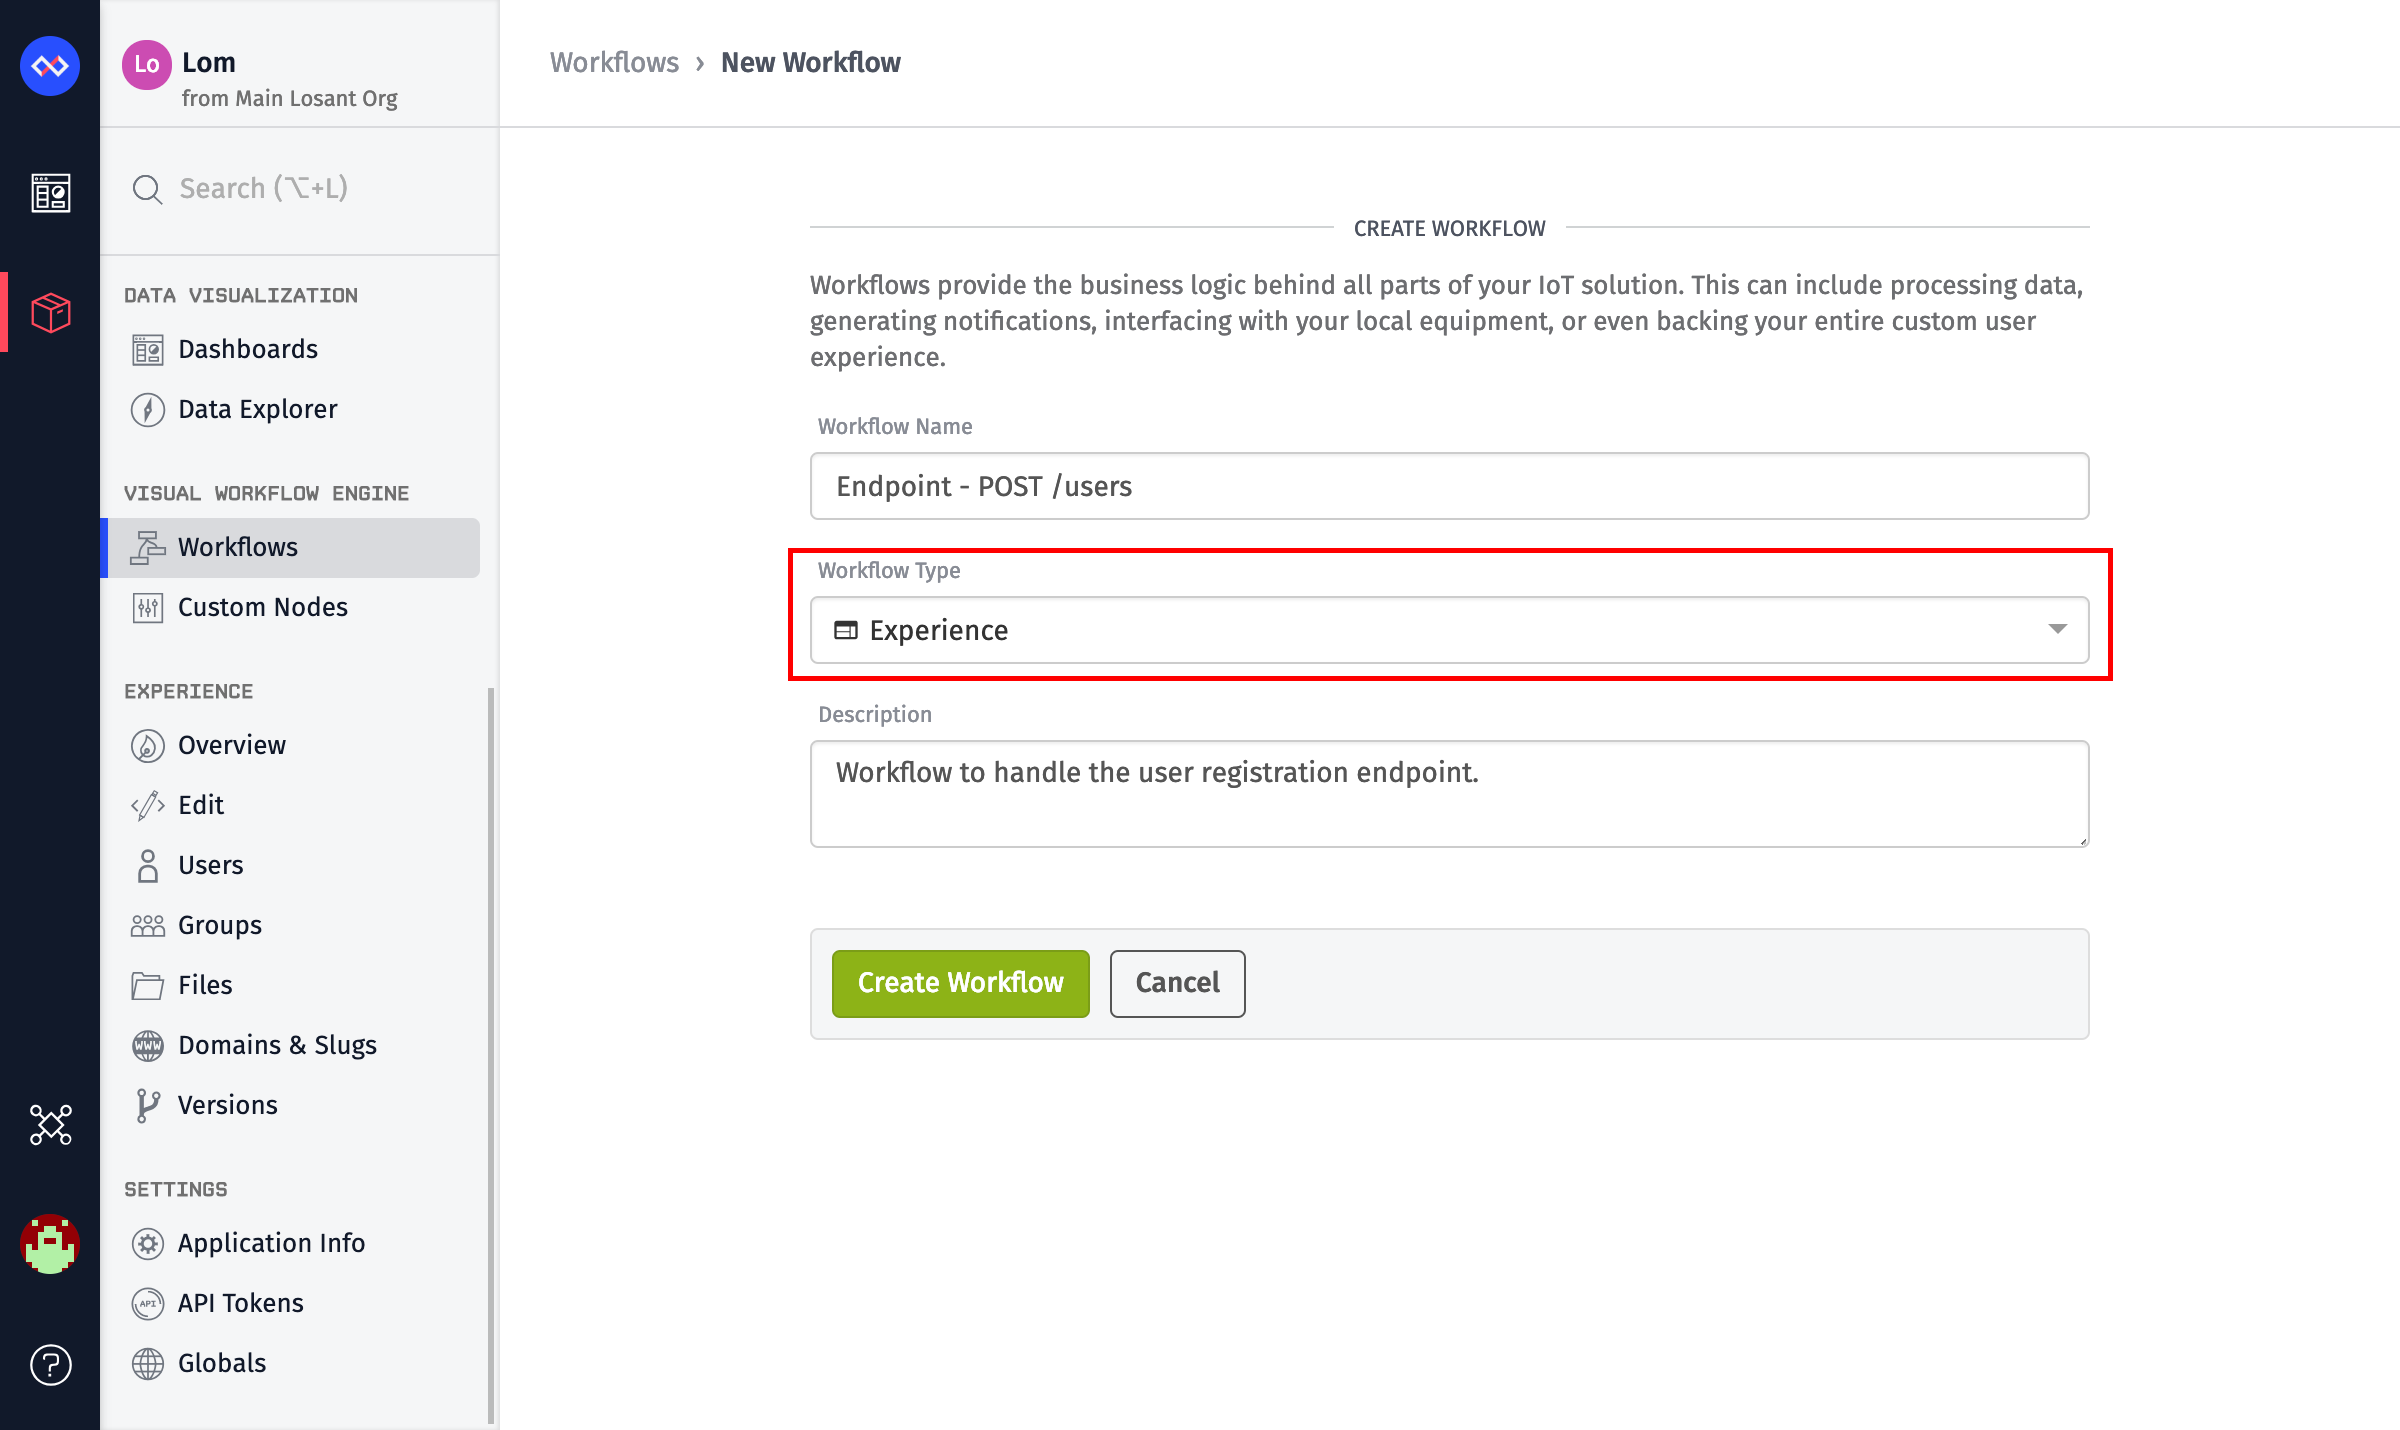 Lo
Lom
from Main Losant Org
Workflows › New Workflow
Search (⌥+L)
DATA VISUALIZATION
Dashboards
Data Explorer
VISUAL WORKFLOW ENGINE
Workflows
Custom Nodes
EXPERIENCE
Overview
Edit
Users
Groups
Files
WWW
Domains & Slugs
Versions
SETTINGS
Application Info
API
API Tokens
Globals
?
CREATE WORKFLOW
Workflows provide the business logic behind all parts of your IoT solution. This can include processing data,
generating notifications, interfacing with your local equipment, or even backing your entire custom user
experience.
Workflow Name
Endpoint - POST /users
Workflow Type
Experience
Description
Workflow to handle the user registration endpoint.
Create Workflow
Cancel